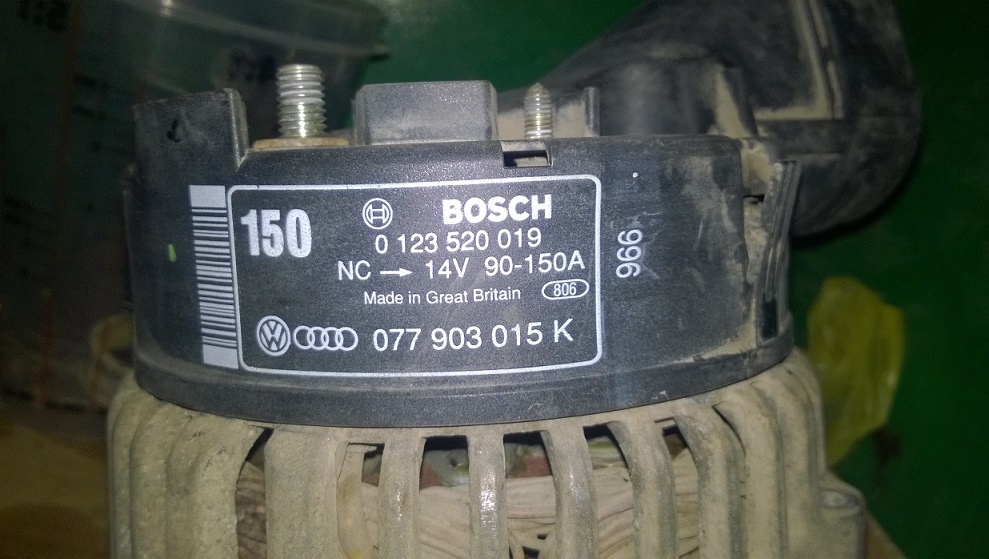 150
BOSCH
0 123 520 019
NC → 14V 90-150A
Made in Great Britain 806
077 903 015 K
966